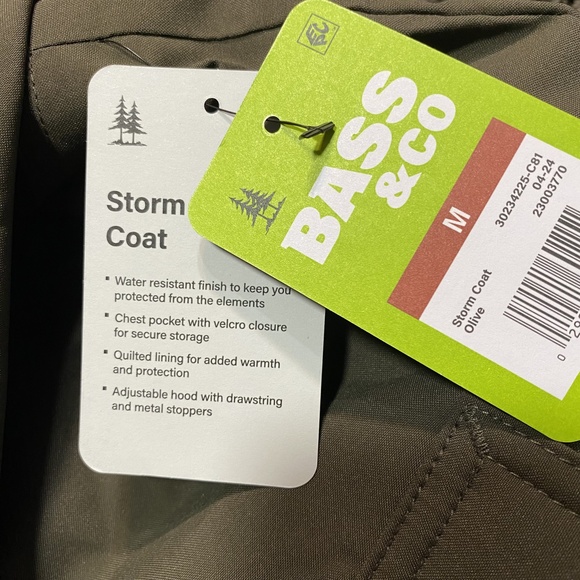 Storm
Coat
Water resistant finish to keep you
protected from the elements
Chest pocket with velcro closure
for secure storage
Quilted lining for added warmth
and protection
Adjustable hood with drawstring
and metal stoppers
BASS
&CO
M
30234225-C81
04-24
23003770
Storm Coat
Olive